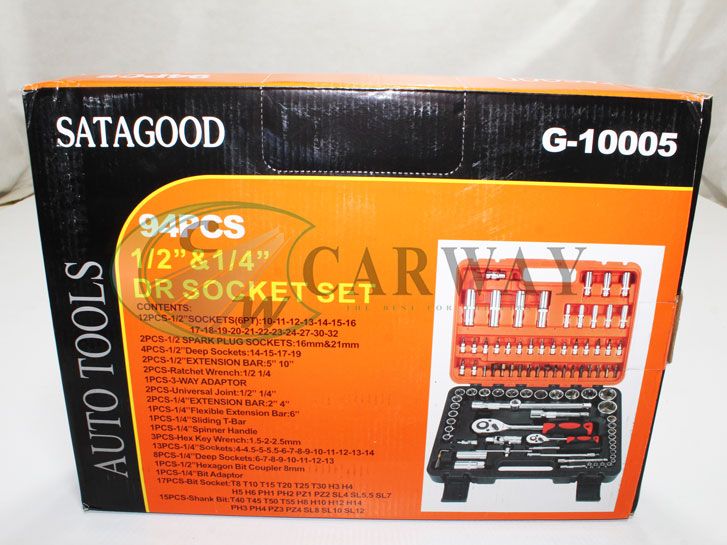 94PCS
SATAGOOD
G-10005
AUTO TOOLS
94PCS
1/2”&1/4”
DR SOCKET SET
CARWAY
THE BEST FOR
CONTENTS:
12PCS-1/2”SOCKETS(6PT):10-11-12-13-14-15-16
17-18-19-20-21-22-23-24-27-30-32
2PCS-1/2 SPARK PLUG SOCKETS:16mm&21mm
4PCS-1/2”Deep Sockets:14-15-17-19
2PCS-1/2”EXTENSION BAR:5” 10”
2PCS-Ratchet Wrench:1/2 1/4
1PCS-3-WAY ADAPTOR
2PCS-Universal Joint:1/2” 1/4”
2PCS-1/4”EXTENSION BAR:2” 4”
1PCS-1/4”Flexible Extension Bar:6”
1PCS-1/4”Sliding T-Bar
1PCS-1/4”Spinner Handle
3PCS-Hex Key Wrench:1.5-2-2.5mm
13PCS-1/4”Sockets:4-4.5-5-5.5-6-7-8-9-10-11-12-13-14
8PCS-1/4”Deep Sockets:6-7-8-9-10-11-12-13
1PCS-1/2”Hexagon Bit Coupler 8mm
1PCS-1/4”Bit Adaptor
17PCS-Bit Socket:T8 T10 T15 T20 T25 T30 H3 H4
H5 H6 PH1 PH2 PZ1 PZ2 SL4 SL5.5 SL7
15PCS-Shank Bit:T40 T45 T50 T55 H8 H10 H12 H14
PH3 PH4 PZ3 PZ4 SL8 SL10 SL12